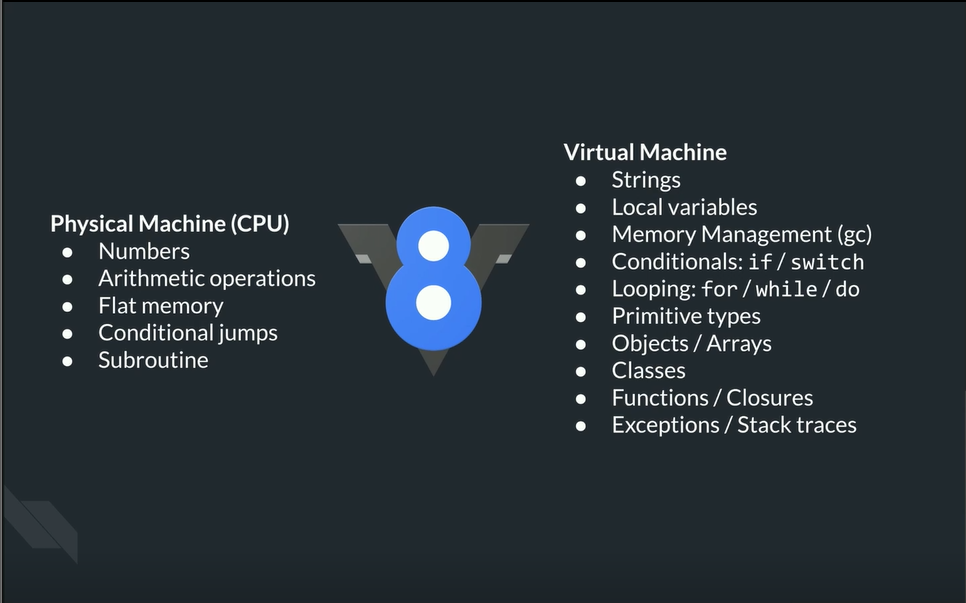 Physical Machine (CPU)
● Numbers
● Arithmetic operations
● Flat memory
● Conditional jumps
● Subroutine
8
Virtual Machine
● Strings
● Local variables
● Memory Management (gc)
● Conditionals: if / switch
● Looping: for / while / do
● Primitive types
● Objects / Arrays
● Classes
● Functions / Closures
● Exceptions / Stack traces